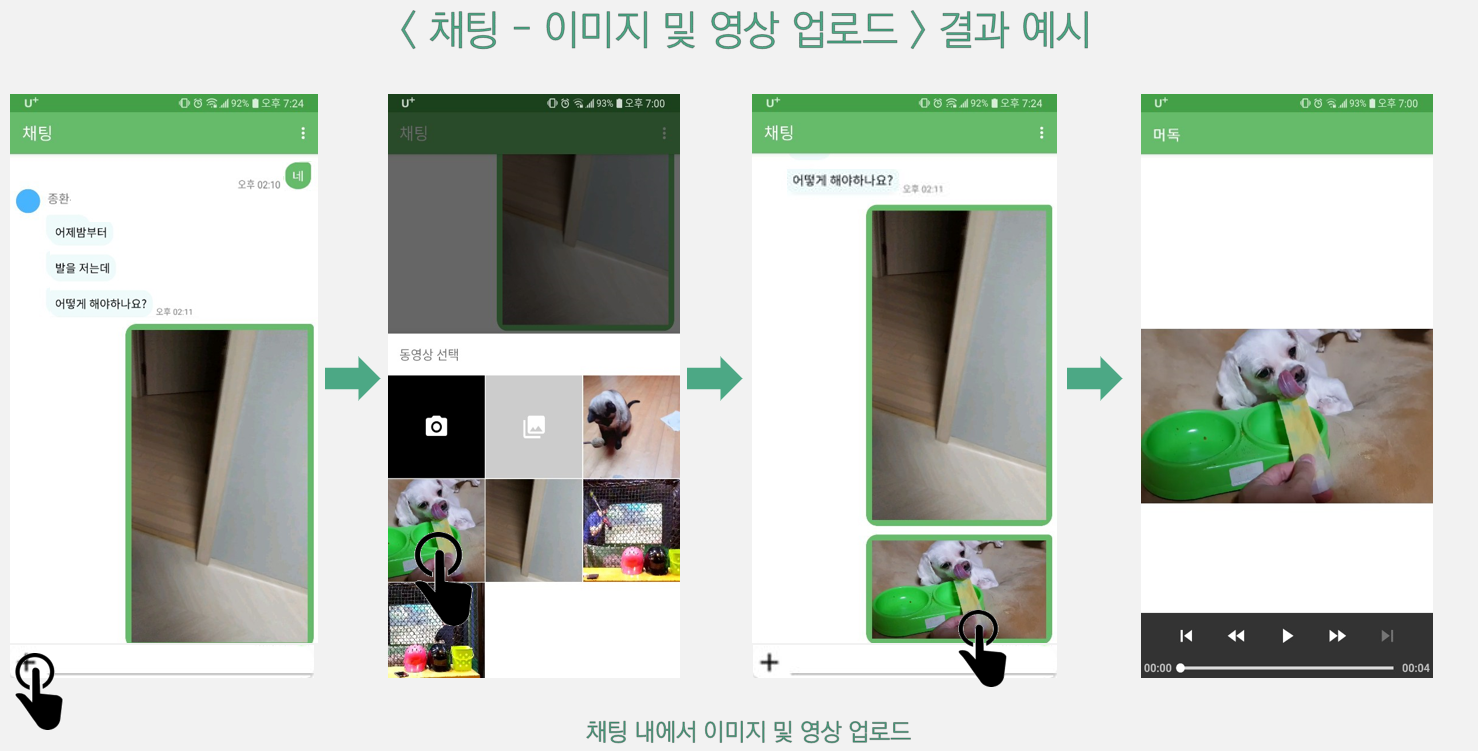 < 채팅 - 이미지 및 영상 업로드 > 결과 예시
U+ 92% 오후 7:24
채팅
네
오후 02:10
종환
어제밤부터
발을 저는데
어떻게 해야하나요?
오후 02:11
U+ 93% 오후 7:00
채팅
동영상 선택
U+ 92% 오후 7:24
채팅
어떻게 해야하나요?
오후 02:11
U+ 93% 오후 7:00
머독
00:00
00:04
채팅 내에서 이미지 및 영상 업로드